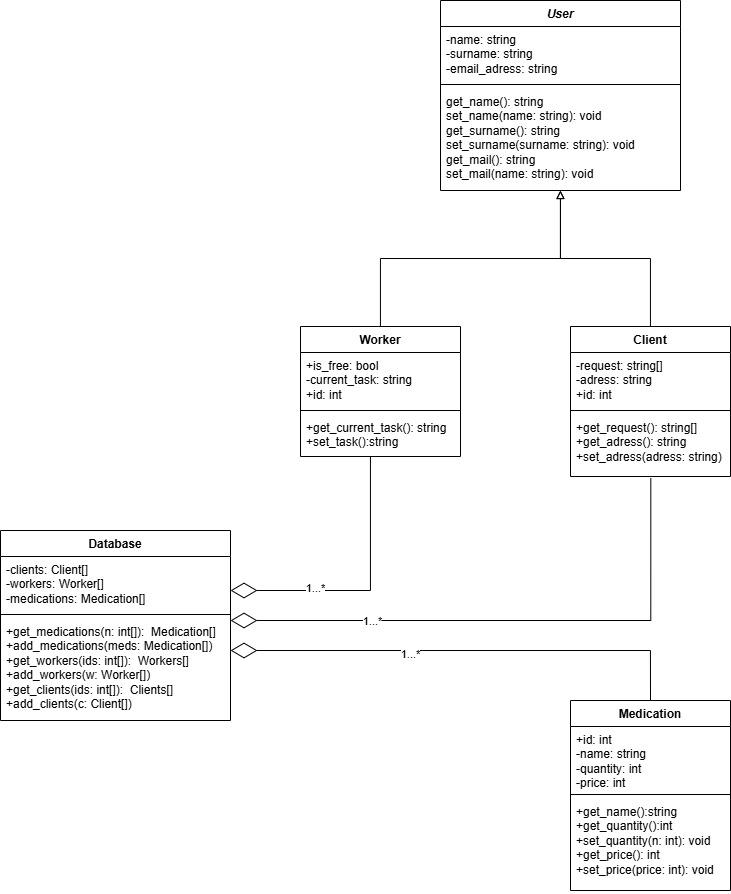 User
-name: string
-surname: string
-email_adress: string
get_name(): string
set_name(name: string): void
get_surname(): string
set_surname(surname: string): void
get_mail(): string
set_mail(name: string): void
Worker
+is_free: bool
-current_task: string
+id: int
+get_current_task(): string
+set_task():string
Client
-request: string[]
-adress: string
+id: int
+get_request(): string[]
+get_adress(): string
+set_adress(adress: string)
Database
-clients: Client[]
-workers: Worker[]
-medications: Medication[]
+get_medications(n: int[]):  Medication[]
+add_medications(meds: Medication[])
+get_workers(ids: int[]):  Workers[]
+add_workers(w: Worker[])
+get_clients(ids: int[]):  Clients[]
+add_clients(c: Client[])
1...*
1...*
1...*
Medication
+id: int
-name: string
-quantity: int
-price: int
+get_name():string
+get_quantity():int
+set_quantity(n: int): void
+get_price(): int
+set_price(price: int): void